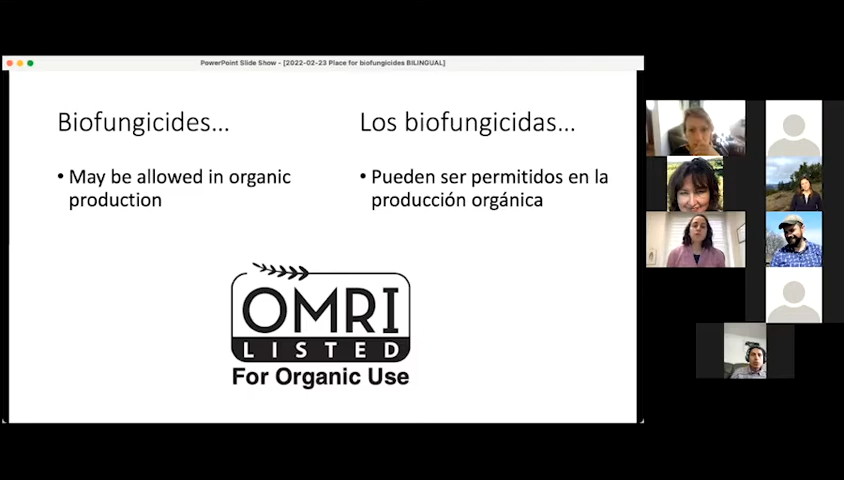 PowerPoint Slide Show - [2022-02-23 Place for biofungicides BILINGUAL]
Biofungicides...
• May be allowed in organic
production
Los biofungicidas...
• Pueden ser permitidos en la
producción orgánica
OMRI
LISTED
For Organic Use